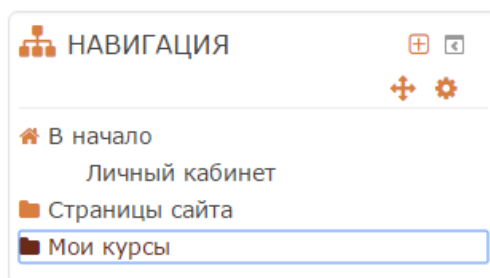 НАВИГАЦИЯ
В начало
Личный кабинет
Страницы сайта
Мои курсы